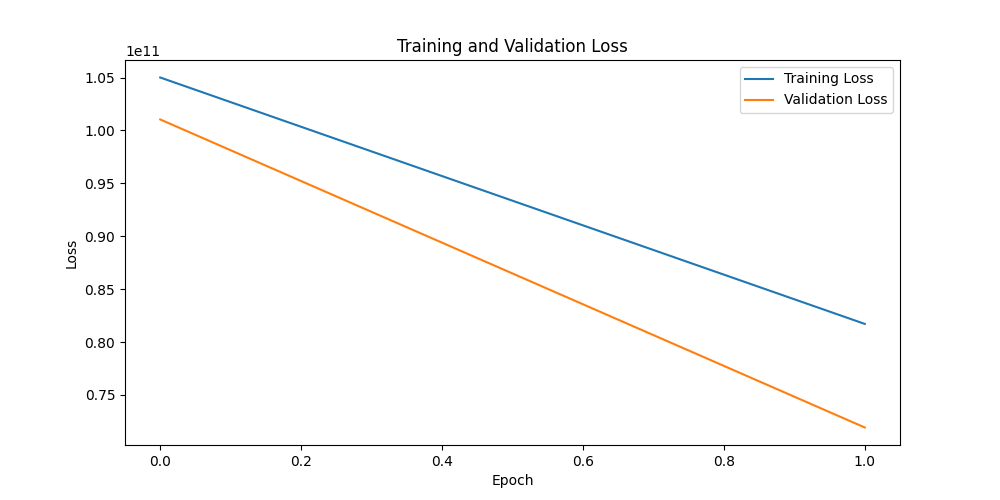 Training and Validation Loss
1e11
Training Loss
Validation Loss
1.05
1.00
0.95
0.90
0.85
0.80
0.75
Loss
0.0 0.2 0.4 0.6 0.8 1.0
Epoch